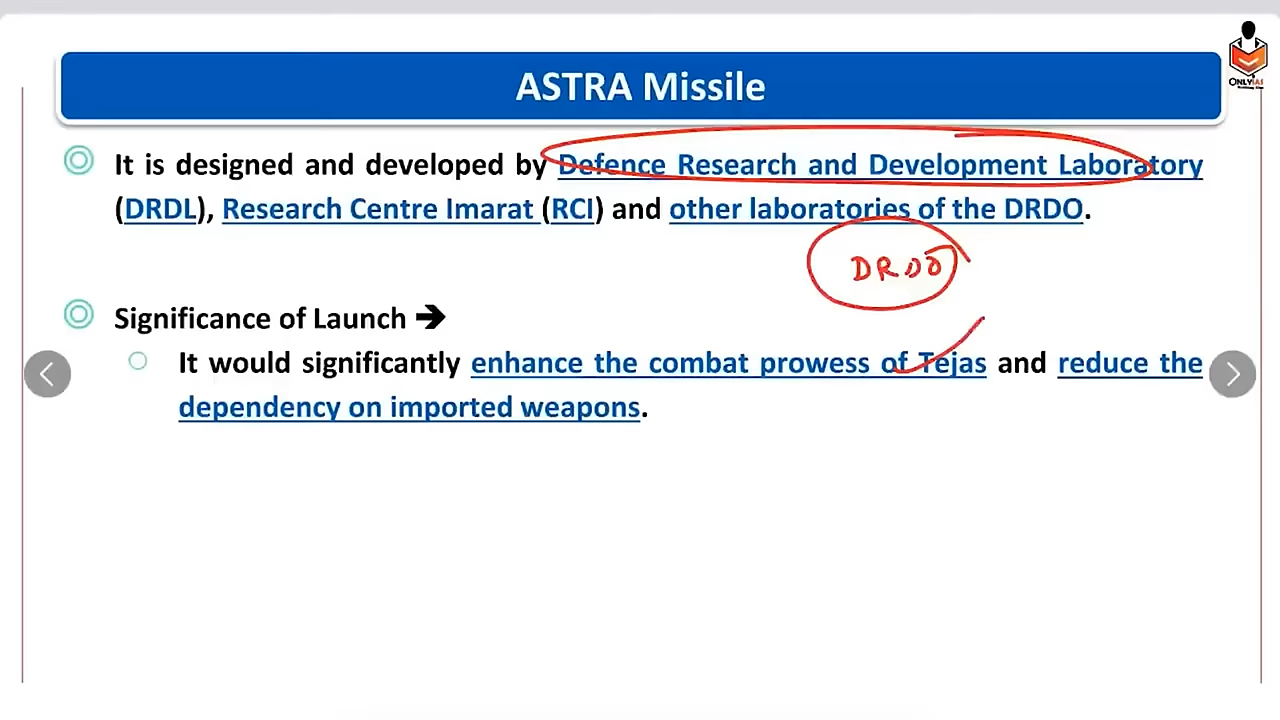 ONLYIAS
ASTRA Missile
It is designed and developed by Defence Research and Development Laboratory
(DRDL), Research Centre Imarat (RCI) and other laboratories of the DRDO.
DRDO
Significance of Launch →
It would significantly enhance the combat prowess of Tejas and reduce the
dependency on imported weapons.